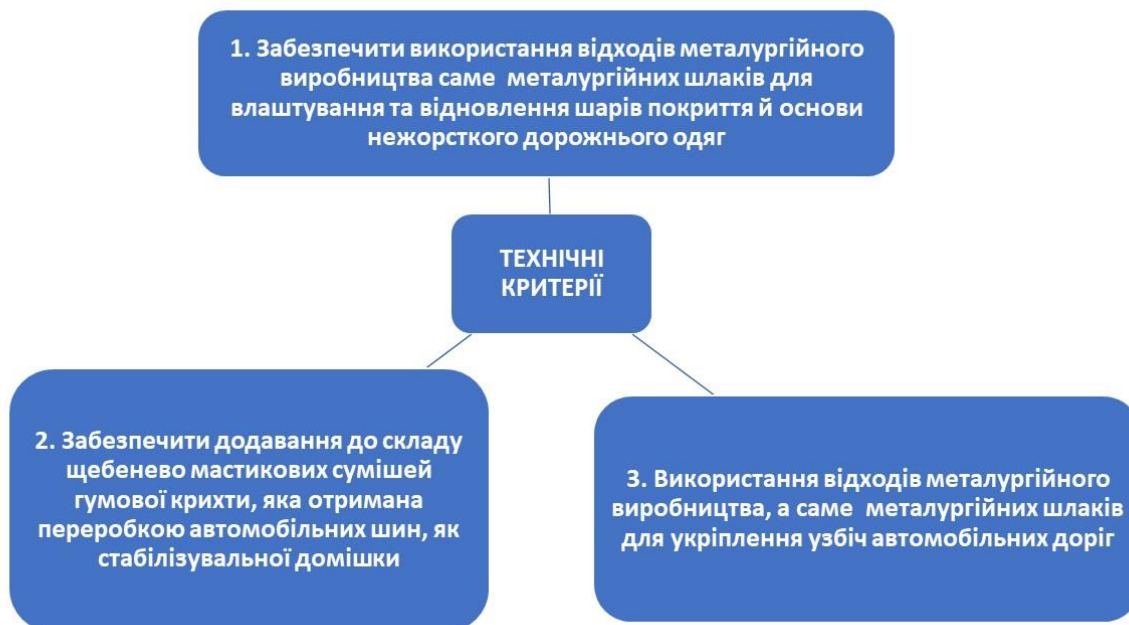 1. Забезпечити використання відходів металургійного
виробництва саме  металургійних шлаків для
влаштування та відновлення шарів покриття й основи
нежорсткого дорожнього одяг
ТЕХНІЧНІ
КРИТЕРІЇ
2. Забезпечити додавання до складу
щебенево мастикових сумішей
гумової крихти, яка отримана
переробкою автомобільних шин, як
стабілізувальної домішки
3. Використання відходів металургійного
виробництва, а саме  металургійних шлаків
для укріплення узбіч автомобільних доріг